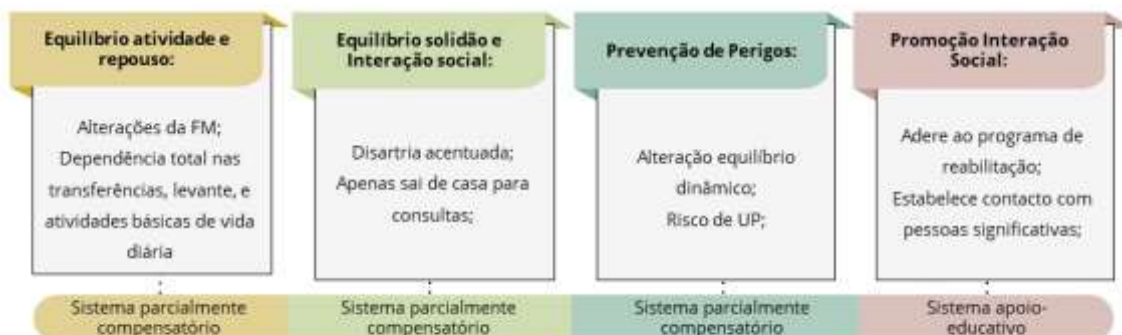 Equilíbrio atividade e
repouso:
Alterações da FM;
Dependência total nas
transferências, levante, e
atividades básicas de vida
diária
Sistema parcialmente
compensatório
Equilíbrio solidão e
Interação social:
Disartria acentuada;
Apenas sai de casa para
consultas;
Sistema parcialmente
compensatório
Prevenção de Perigos:
Alteração equilíbrio
dinâmico;
Risco de UP;
Sistema parcialmente
compensatório
Promoção Interação
Social:
Adere ao programa de
reabilitação;
Estabelece contacto com
pessoas significativas;
Sistema apoio-
educativo